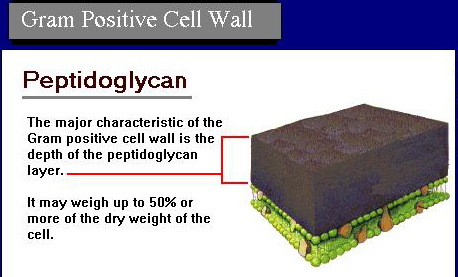 Gram Positive Cell Wall
Peptidoglycan
The major characteristic of the
Gram positive cell wall is the
depth of the peptidoglycan
layer.
It may weigh up to 50% or
more of the dry weight of the
cell.